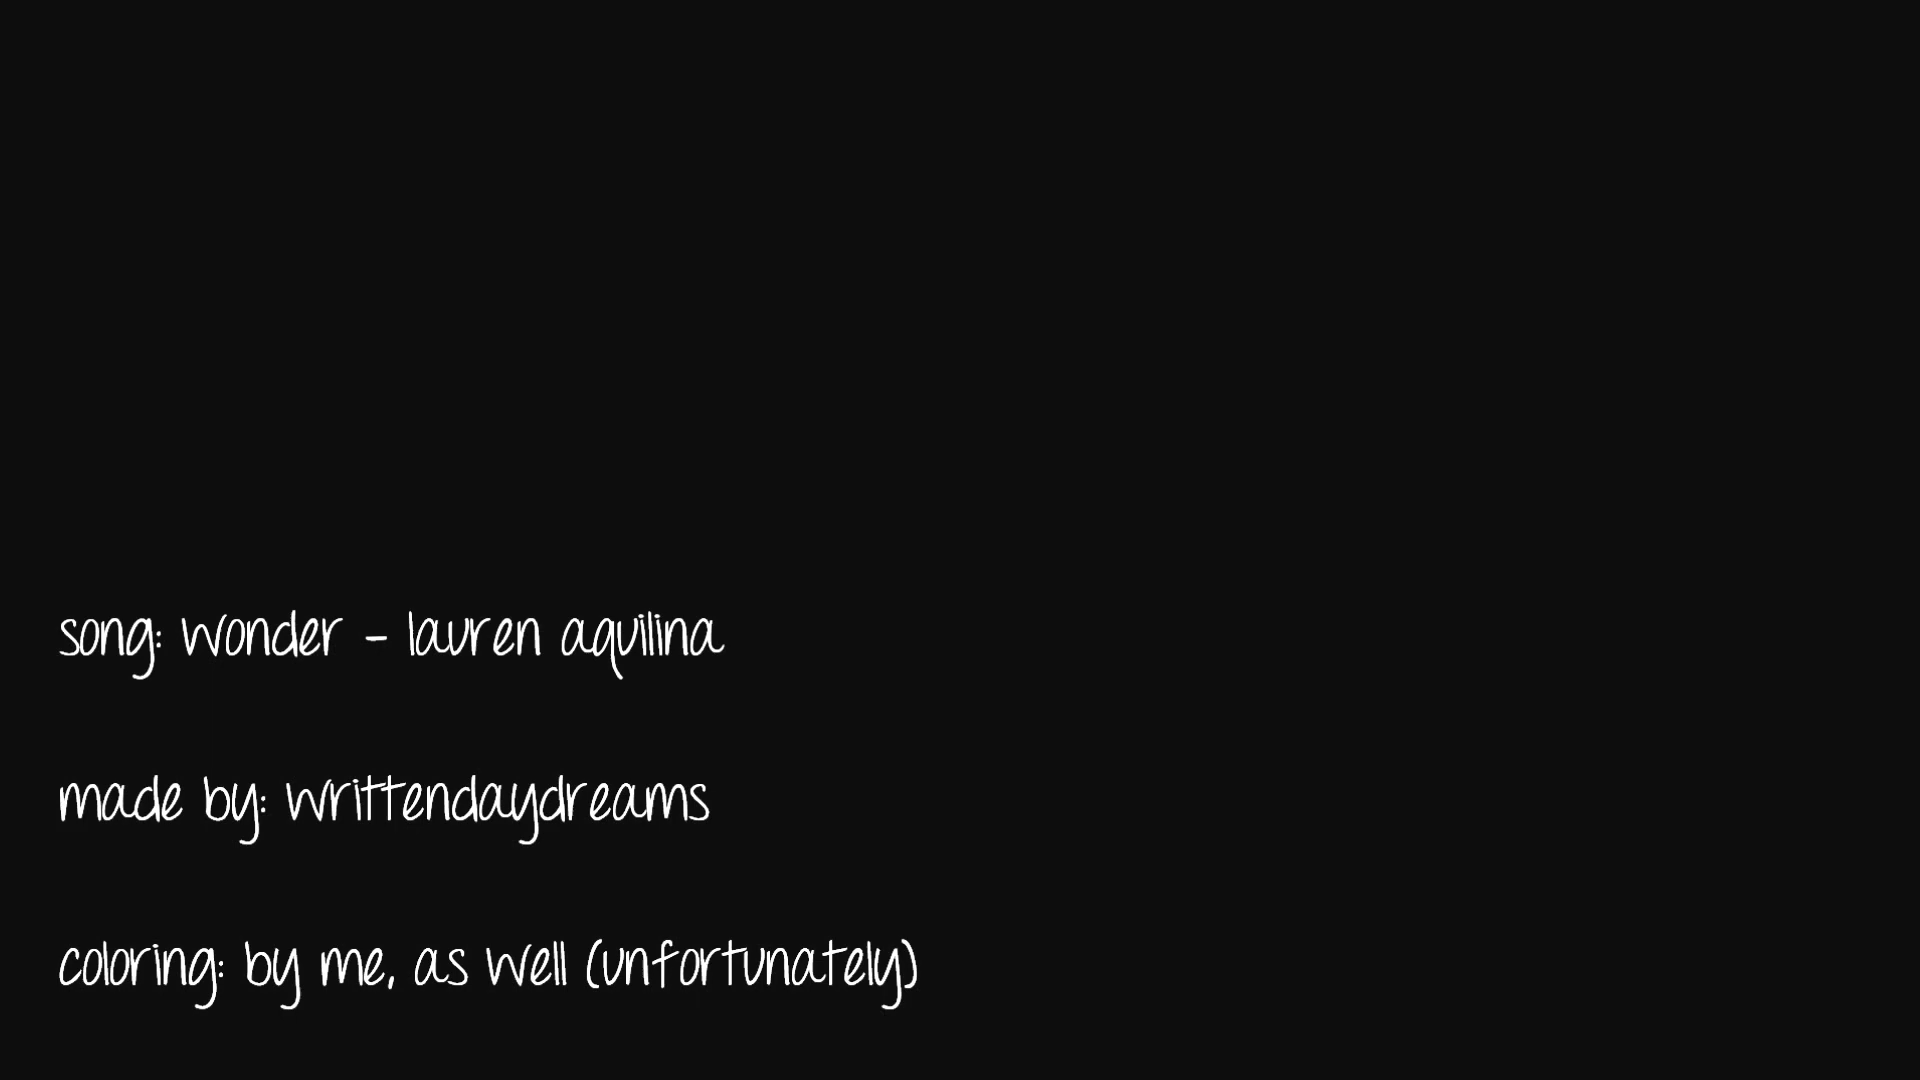 song: wonder - lauren aquilina
made by: writtendaydreams
coloring: by me, as well (unfortunately)